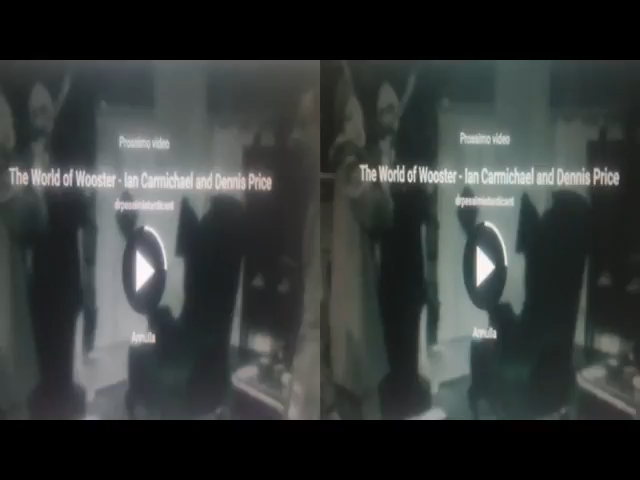 Prossimo video
The World of Wooster - Ian Carmichael and Dennis Price
Annulla
Prossimo video
The World of Wooster - Ian Carmichael and Dennis Price
Annulla